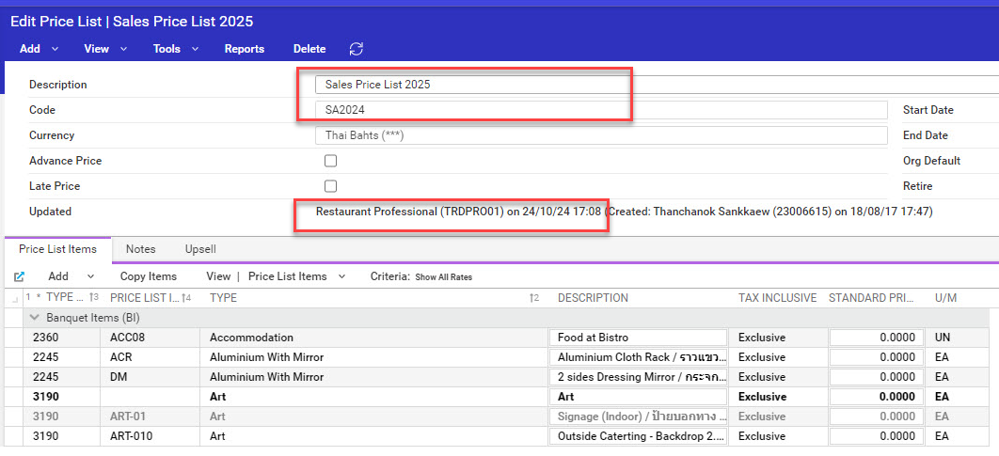 Edit Price List | Sales Price List 2025
Add View Tools Reports Delete
Description Sales Price List 2025
Code SA2024 Start Date
Currency Thai Bahts (***) End Date
Advance Price Org Default
Late Price Retire
Updated Restaurant Professional (TRDPRO01) on 24/10/24 17:08 (Created: Thanchanok Sankkaew (23006615) on 18/08/17 17:47)
Price List Items Notes Upsell
Add Copy Items View | Price List Items Criteria: Show All Rates
1 * TYPE ... 3 PRICE LIST I... 4 TYPE 2 DESCRIPTION TAX INCLUSIVE STANDARD PRI... U/M
Banquet Items (BI)
2360 ACC08 Accommodation Food at Bistro Exclusive 0.0000 UN
2245 ACR Aluminium With Mirror Aluminium Cloth Rack / ราวแขว... Exclusive 0.0000 EA
2245 DM Aluminium With Mirror 2 sides Dressing Mirror / กระจก... Exclusive 0.0000 EA
3190 Art Art Exclusive 0.0000 EA
3190 ART-01 Art Signage (Indoor) / ป้ายบอกทาง ... Exclusive 0.0000 EA
3190 ART-010 Art Outside Caterting - Backdrop 2.... Exclusive 0.0000 EA